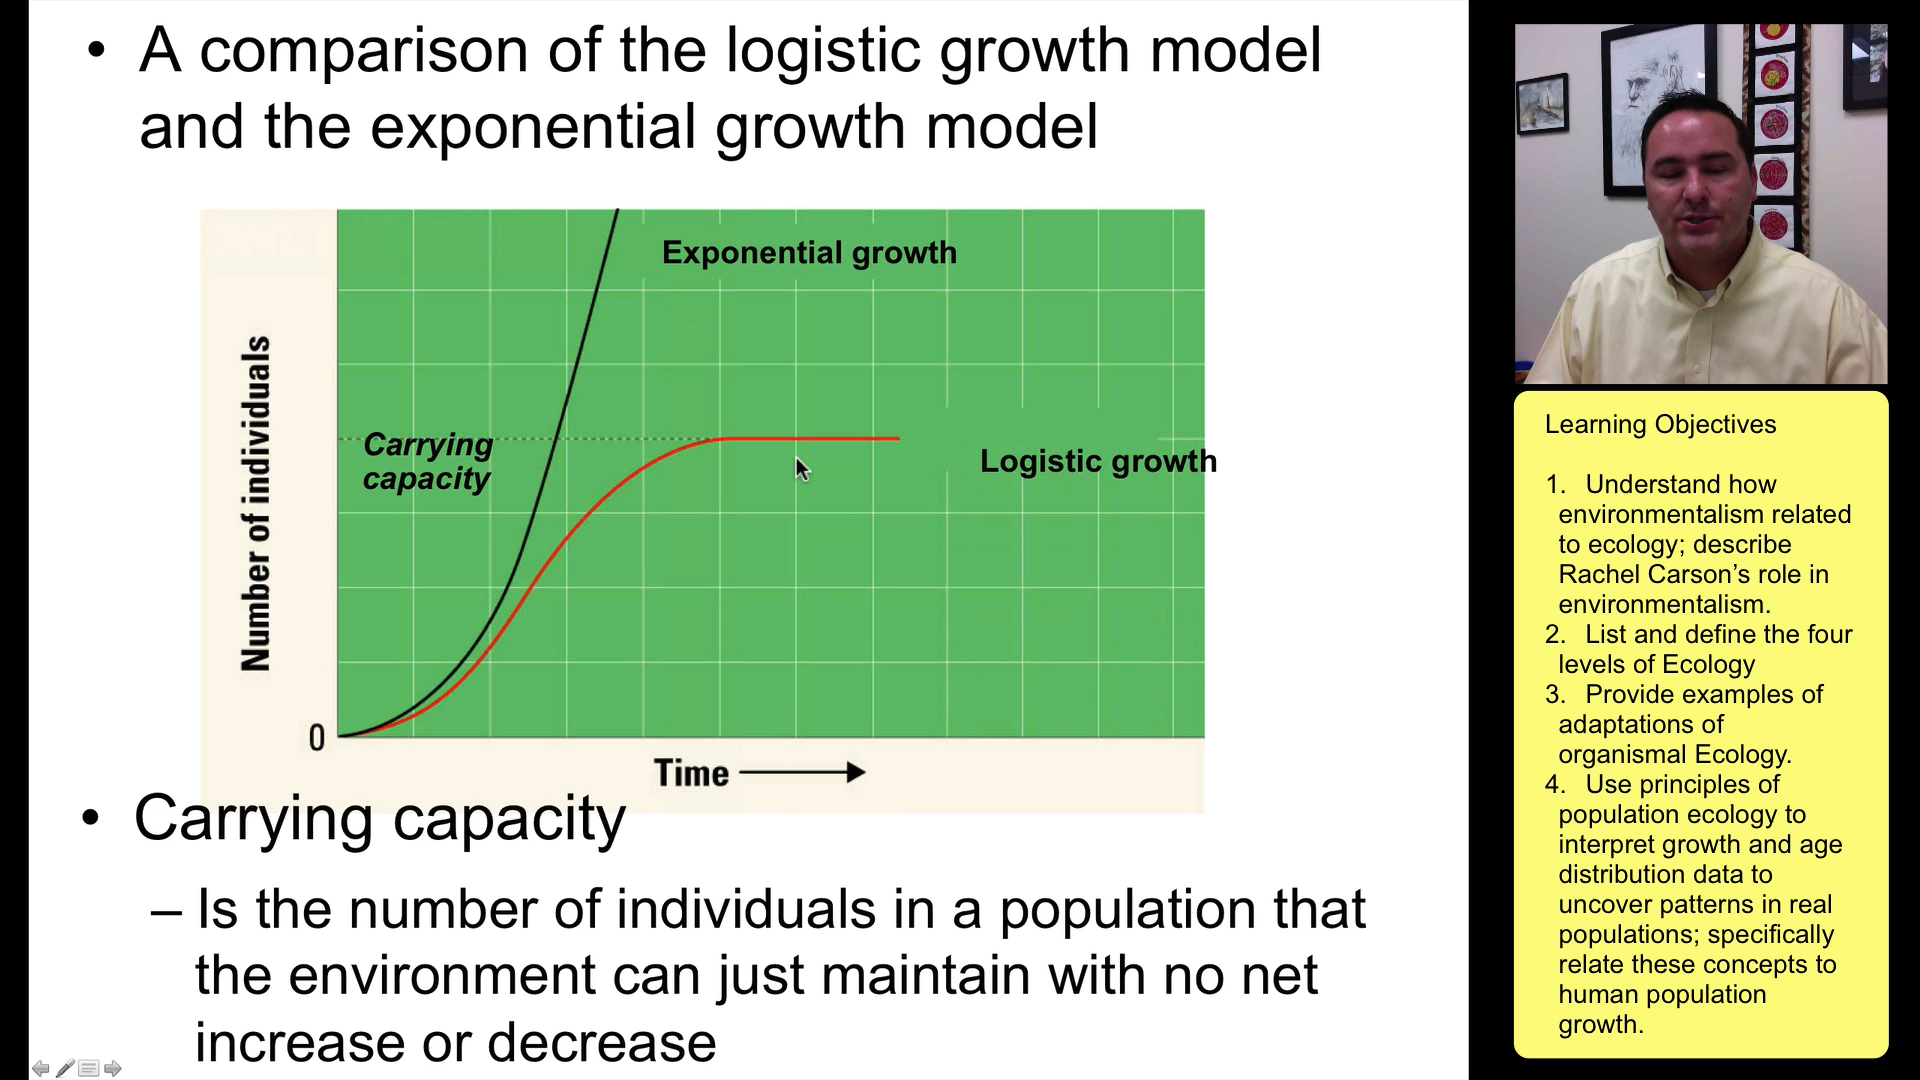 • A comparison of the logistic growth model
and the exponential growth model
Exponential growth
Carrying
capacity
Logistic growth
Number of individuals
0
Time
• Carrying capacity
– Is the number of individuals in a population that
the environment can just maintain with no net
increase or decrease
Learning Objectives
1. Understand how
environmentalism related
to ecology; describe
Rachel Carson’s role in
environmentalism.
2. List and define the four
levels of Ecology
3. Provide examples of
adaptations of
organismal Ecology.
4. Use principles of
population ecology to
interpret growth and age
distribution data to
uncover patterns in real
populations; specifically
relate these concepts to
human population
growth.